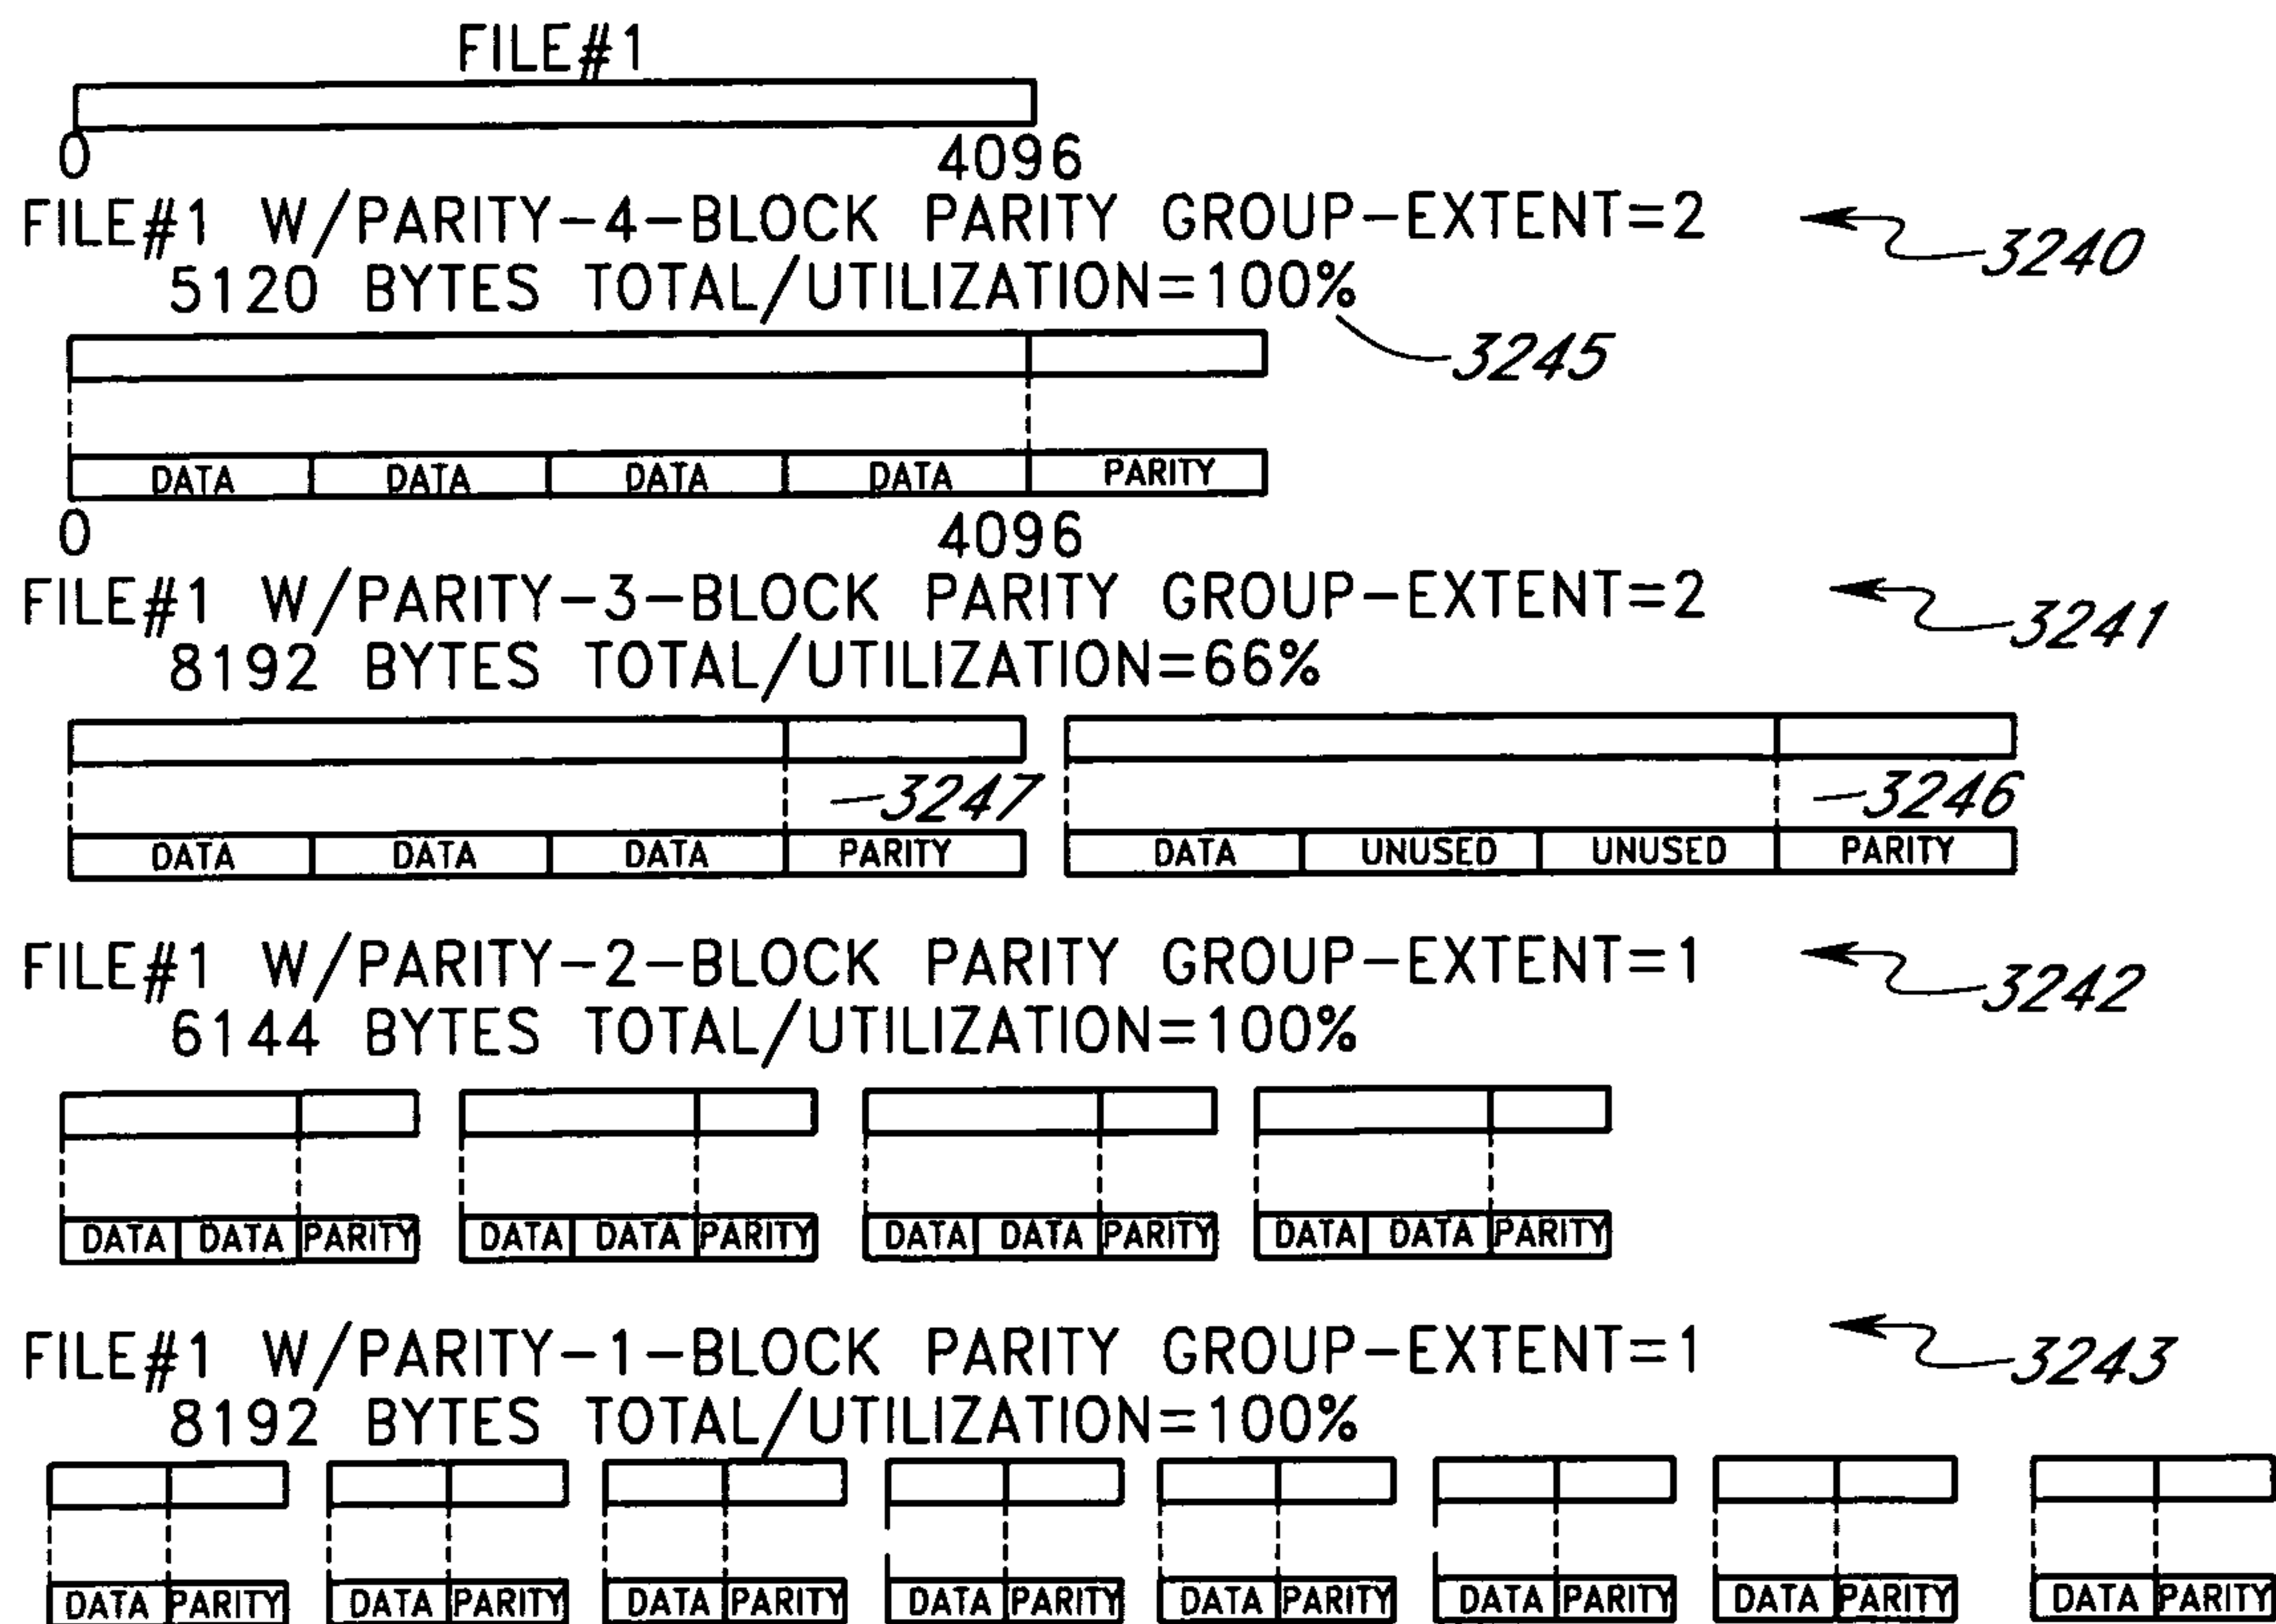 FILE#1
0 4096
FILE#1 W/PARITY-4-BLOCK PARITY GROUP-EXTENT=2 3240
5120 BYTES TOTAL/UTILIZATION=100%
3245
DATA DATA DATA DATA PARITY
0 4096
FILE#1 W/PARITY-3-BLOCK PARITY GROUP-EXTENT=2 3241
8192 BYTES TOTAL/UTILIZATION=66%
3247 3246
DATA DATA DATA PARITY DATA UNUSED UNUSED PARITY
FILE#1 W/PARITY-2-BLOCK PARITY GROUP-EXTENT=1 3242
6144 BYTES TOTAL/UTILIZATION=100%
DATA DATA PARITY DATA DATA PARITY DATA DATA PARITY DATA DATA PARITY
FILE#1 W/PARITY-1-BLOCK PARITY GROUP-EXTENT=1 3243
8192 BYTES TOTAL/UTILIZATION=100%
DATA PARITY DATA PARITY DATA PARITY DATA PARITY DATA PARITY DATA PARITY DATA PARITY DATA PARITY